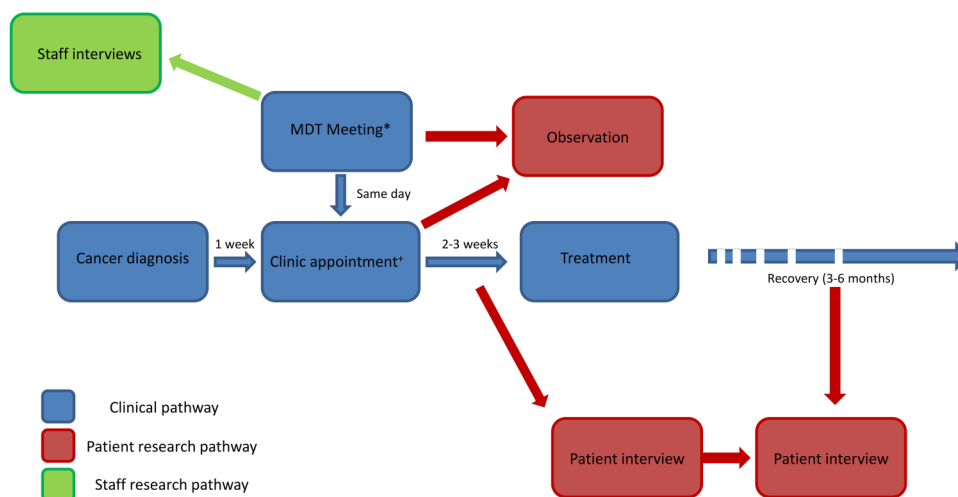 Staff interviews
MDT Meeting*
Observation
Same day
Cancer diagnosis
1 week
Clinic appointment⁺
2-3 weeks
Treatment
Recovery (3-6 months)
Clinical pathway
Patient research pathway
Staff research pathway
Patient interview
Patient interview